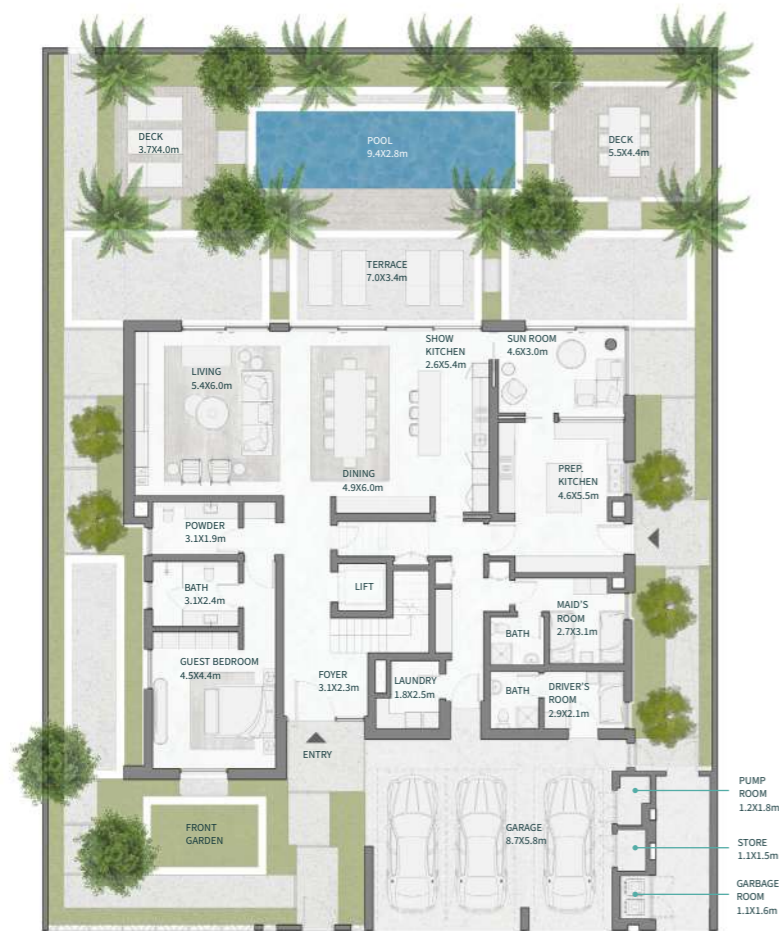 DECK
3.7X4.0m
POOL
9.4X2.8m
DECK
5.5X4.4m
TERRACE
7.0X3.4m
LIVING
5.4X6.0m
SHOW
KITCHEN
2.6X5.4m
SUN ROOM
4.6X3.0m
DINING
4.9X6.0m
PREP.
KITCHEN
4.6X5.5m
POWDER
3.1X1.9m
BATH
3.1X2.4m
LIFT
BATH
MAID'S
ROOM
2.7X3.1m
GUEST BEDROOM
4.5X4.4m
FOYER
3.1X2.3m
LAUNDRY
1.8X2.5m
BATH
DRIVER'S
ROOM
2.9X2.1m
ENTRY
FRONT
GARDEN
GARAGE
8.7X5.8m
PUMP
ROOM
1.2X1.8m
STORE
1.1X1.5m
GARBAGE
ROOM
1.1X1.6m